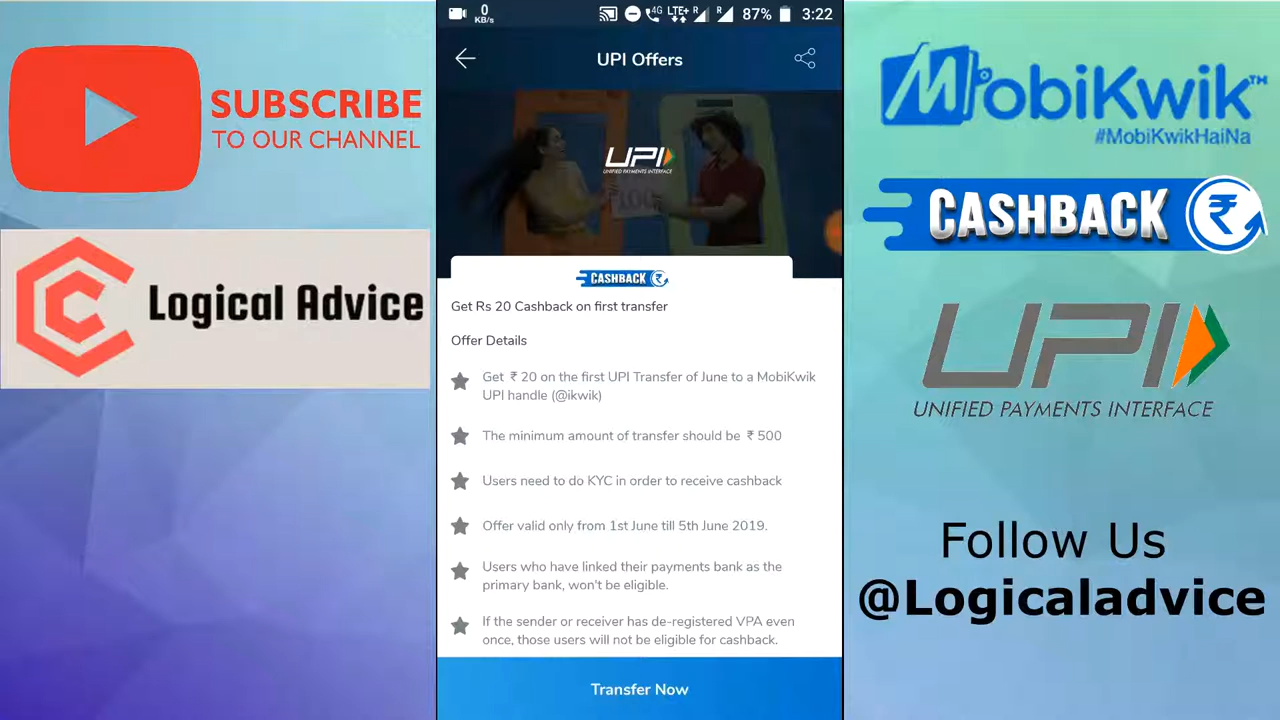 SUBSCRIBE
TO OUR CHANNEL
Logical Advice
0
KB/s
4G
LTE+
R
R
87%
3:22
UPI Offers
UPI
UNIFIED PAYMENTS INTERFACE
100
CASHBACK ₹
Get Rs 20 Cashback on first transfer
Offer Details
Get ₹ 20 on the first UPI Transfer of June to a MobiKwik
UPI handle (@ikwik)
The minimum amount of transfer should be ₹ 500
Users need to do KYC in order to receive cashback
Offer valid only from 1st June till 5th June 2019.
Users who have linked their payments bank as the
primary bank, won't be eligible.
If the sender or receiver has de-registered VPA even
once, those users will not be eligible for cashback.
Transfer Now
MobiKwik™
#MobiKwikHaiNa
CASHBACK ₹
UPI
UNIFIED PAYMENTS INTERFACE
Follow Us
@Logicaladvice